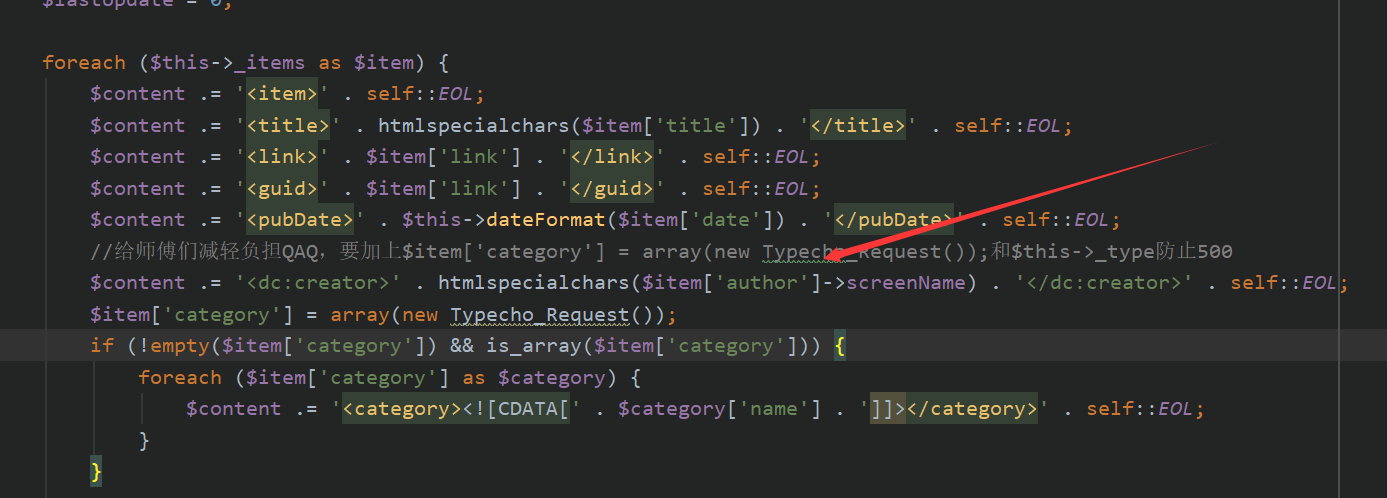 $lastUpdate = 0;
foreach ($this->_items as $item) {
$content .= '<item>' . self::EOL;
$content .= '<title>' . htmlspecialchars($item['title']) . '</title>' . self::EOL;
$content .= '<link>' . $item['link'] . '</link>' . self::EOL;
$content .= '<guid>' . $item['link'] . '</guid>' . self::EOL;
$content .= '<pubDate>' . $this->dateFormat($item['date']) . '</pubDate>' . self::EOL;
//给师傅们减轻负担QAQ，要加上$item['category'] = array(new Typecho_Request());和$this->_type防止500
$content .= '<dc:creator>' . htmlspecialchars($item['author']->screenName) . '</dc:creator>' . self::EOL;
$item['category'] = array(new Typecho_Request());
if (!empty($item['category']) && is_array($item['category'])) {
foreach ($item['category'] as $category) {
$content .= '<category><![CDATA[' . $category['name'] . ']]></category>' . self::EOL;
}
}